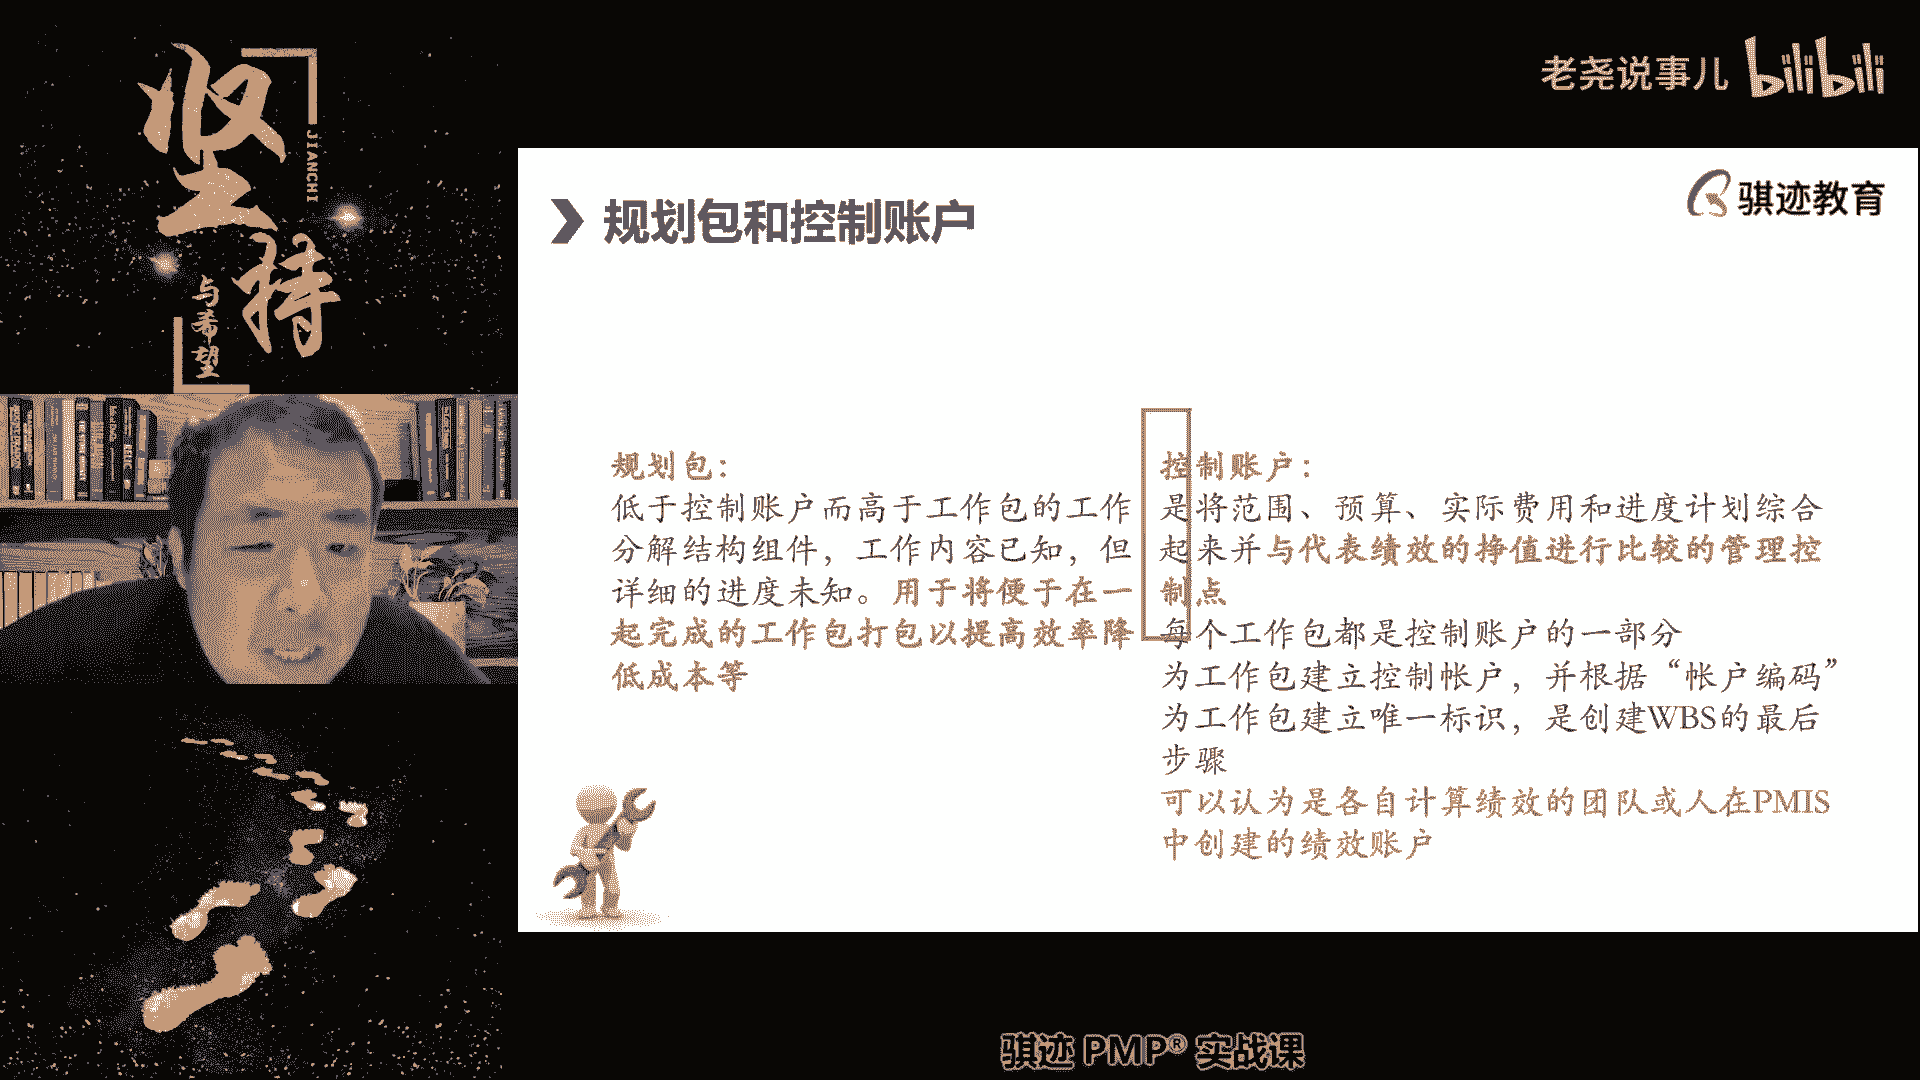 坚持
JIANCHI
与希望
老尧说事儿 bilibili
骐迹教育
规划包和控制账户
规划包：
低于控制账户而高于工作包的工作
分解结构组件，工作内容已知，但
详细的进度未知。用于将便于在一
起完成的工作包打包以提高效率降
低成本等
控制账户：
是将范围、预算、实际费用和进度计划综合
起来并与代表绩效的挣值进行比较的管理控
制点
每个工作包都是控制账户的一部分
为工作包建立控制帐户，并根据“帐户编码”
为工作包建立唯一标识，是创建WBS的最后
步骤
可以认为是各自计算绩效的团队或人在PMIS
中创建的绩效账户
骐迹 PMP® 实战课